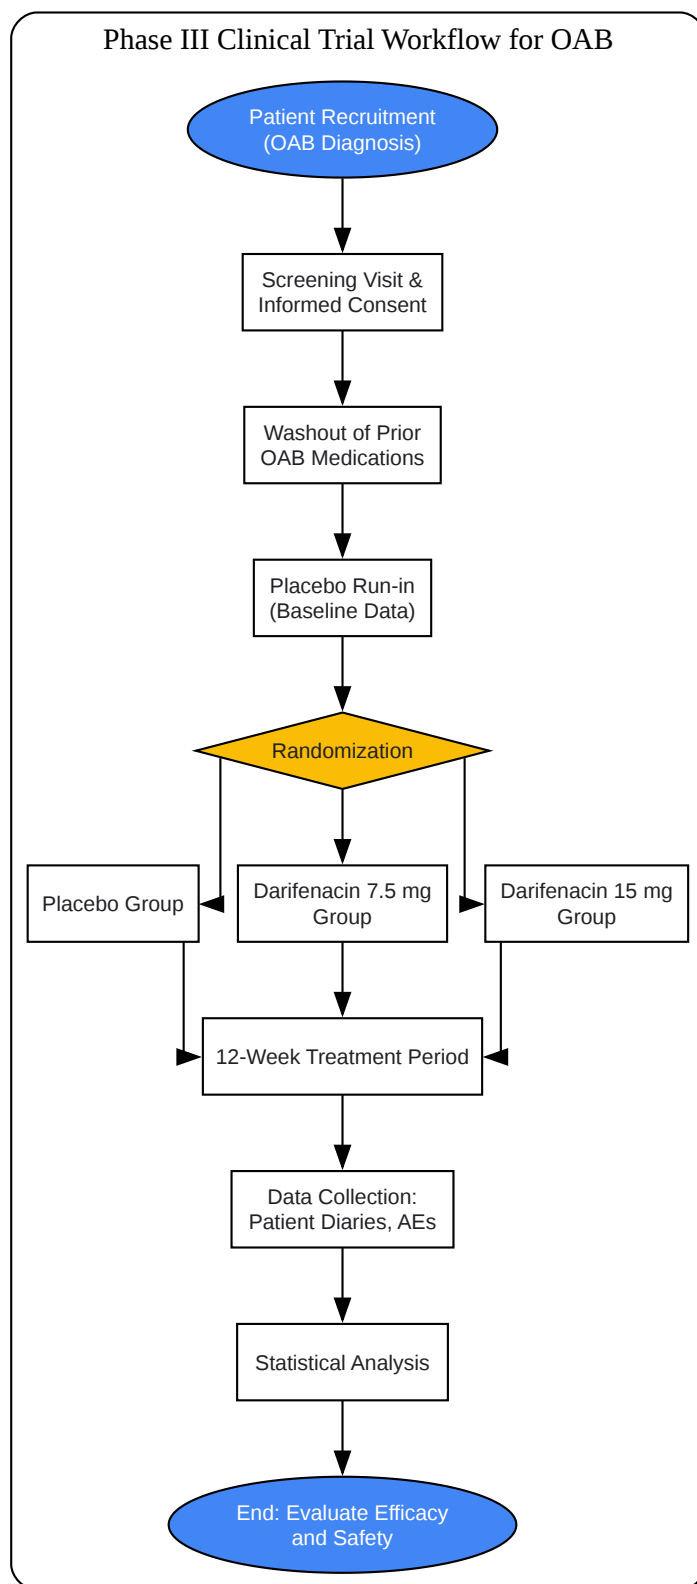 Phase III Clinical Trial Workflow for OAB
Patient Recruitment
(OAB Diagnosis)
Screening Visit &
Informed Consent
Washout of Prior
OAB Medications
Placebo Run-in
(Baseline Data)
Randomization
Placebo Group
Darifenacin 7.5 mg
Group
Darifenacin 15 mg
Group
12-Week Treatment Period
Data Collection:
Patient Diaries, AEs
Statistical Analysis
End: Evaluate Efficacy
and Safety